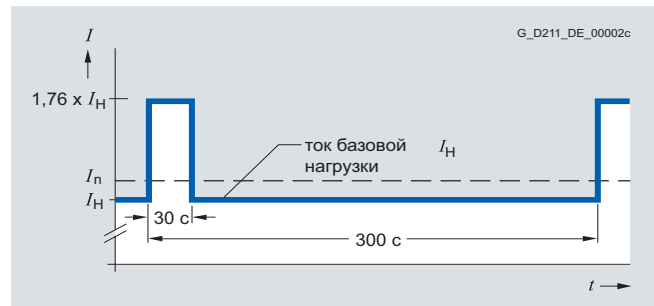 I
G_D211_DE_00002c
1,76 x I_H
ток базовой I_H
нагрузки
I_n
I_H
30 с
300 с
t